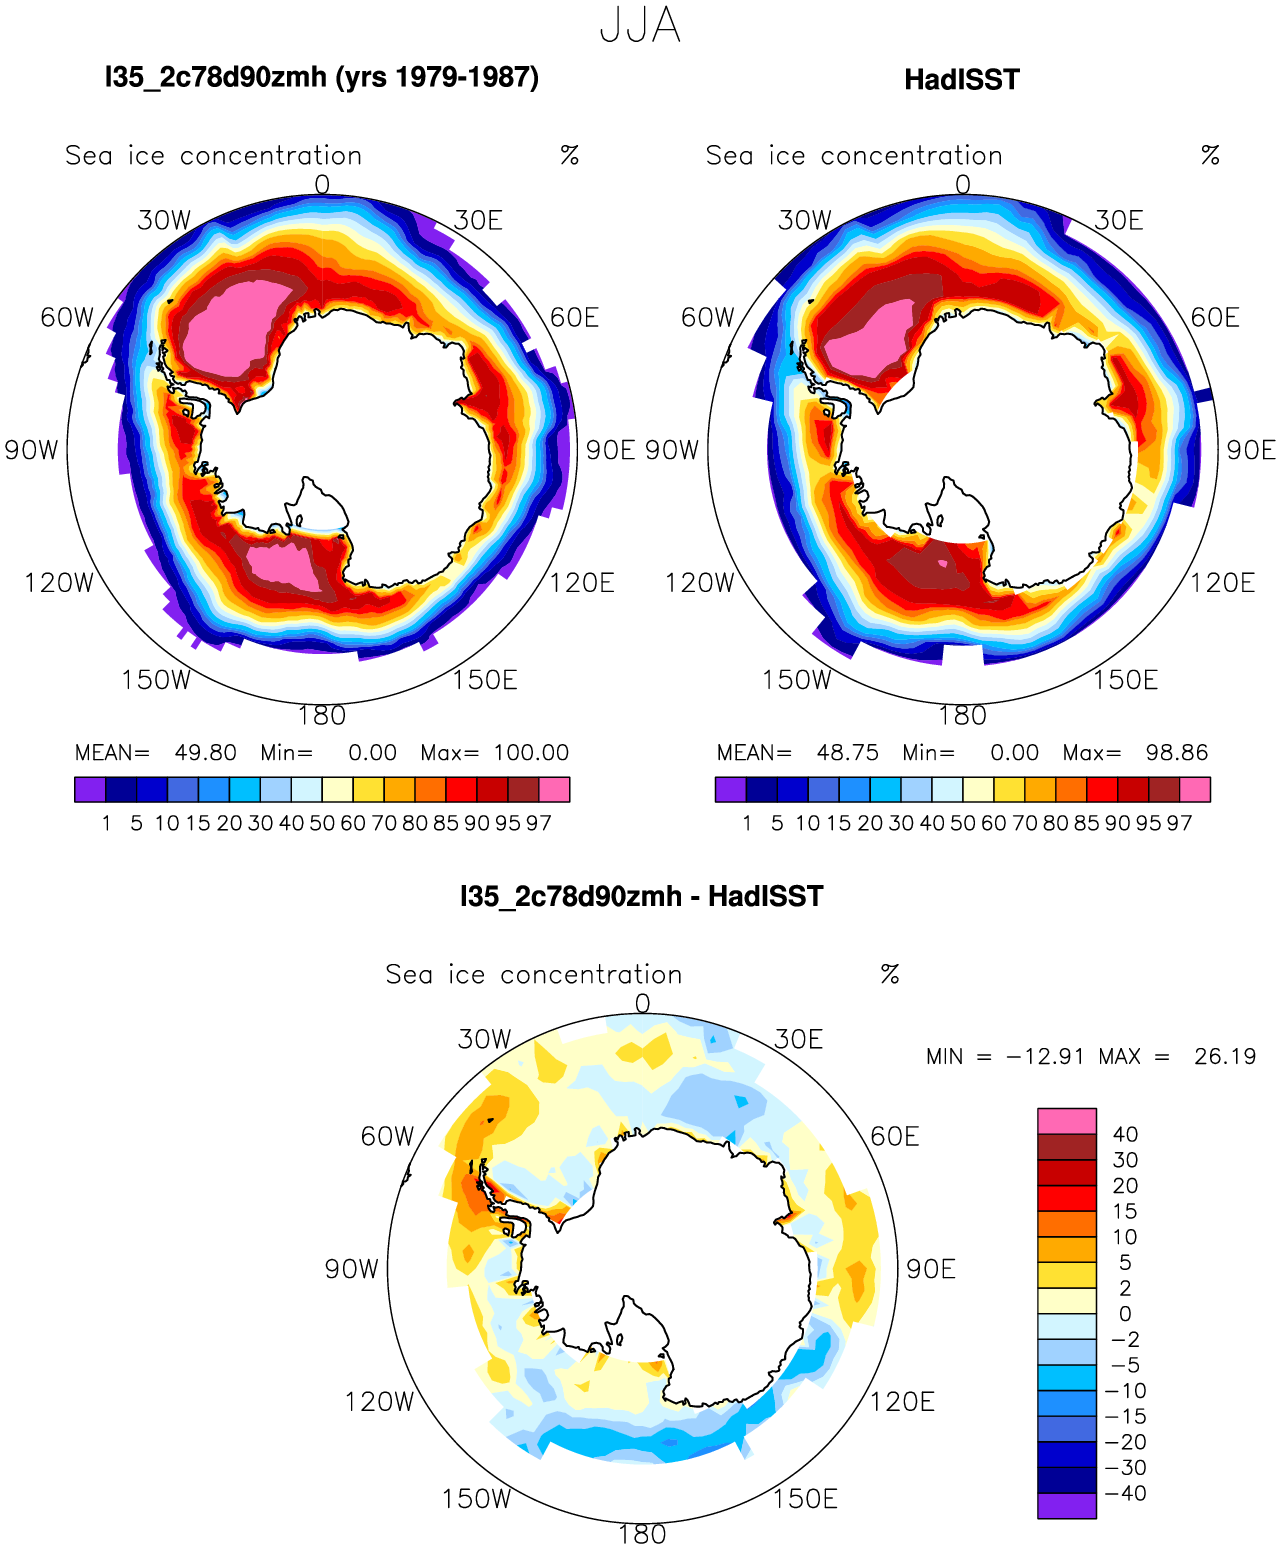 JJA
l35_2c78d90zmh (yrs 1979-1987)
HadISST
Sea ice concentration %
Sea ice concentration %
0
30W 30E
60W 60E
90W 90E
120W 120E
150W 150E
180
0
30W 30E
60W 60E
90W 90E
120W 120E
150W 150E
180
MEAN= 49.80 Min= 0.00 Max= 100.00
MEAN= 48.75 Min= 0.00 Max= 98.86
1 5 10 15 20 30 40 50 60 70 80 85 90 95 97
1 5 10 15 20 30 40 50 60 70 80 85 90 95 97
l35_2c78d90zmh - HadISST
Sea ice concentration %
0
30W 30E
60W 60E
90W 90E
120W 120E
150W 150E
180
MIN = −12.91 MAX = 26.19
40
30
20
15
10
5
2
0
−2
−5
−10
−15
−20
−30
−40